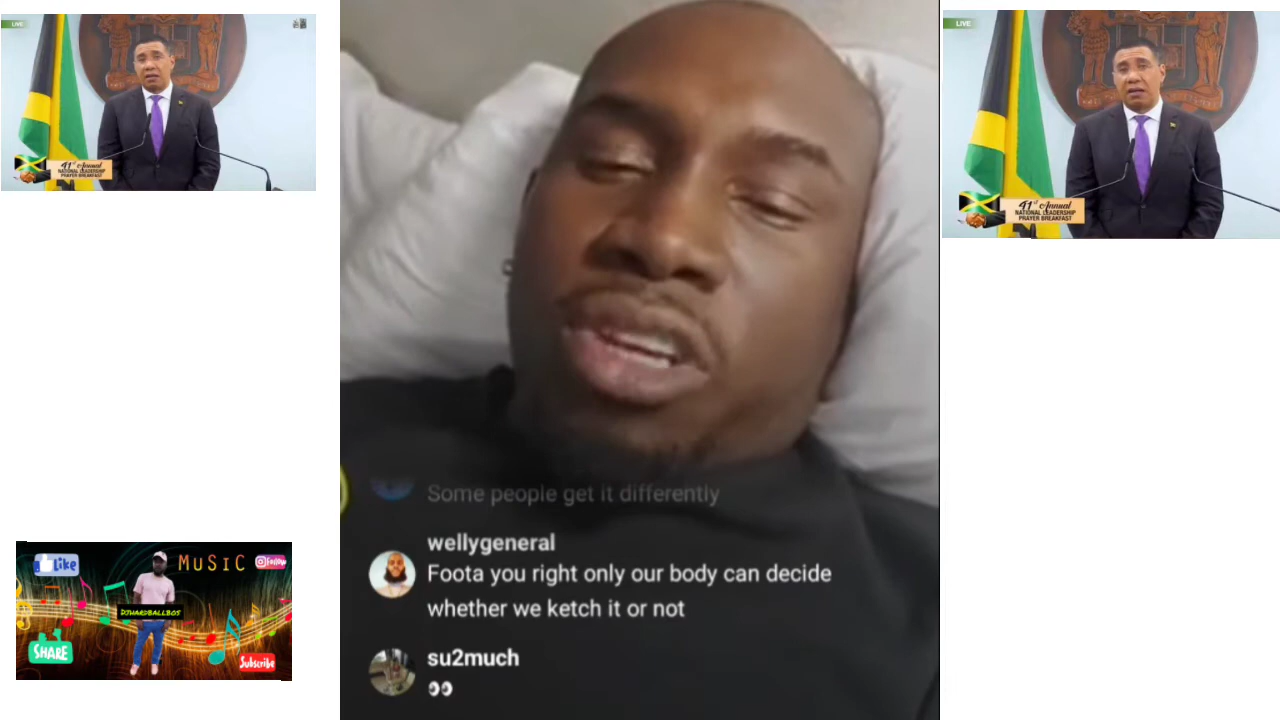 LIVE
41st Annual
NATIONAL LEADERSHIP
PRAYER BREAKFAST
LIVE
41st Annual
NATIONAL LEADERSHIP
PRAYER BREAKFAST
Some people get it differently
wellygeneral
Foota you right only our body can decide
whether we ketch it or not
su2much
Like
MUSIC
Follow
DJHARDBALLBOS
SHARE
Subscribe